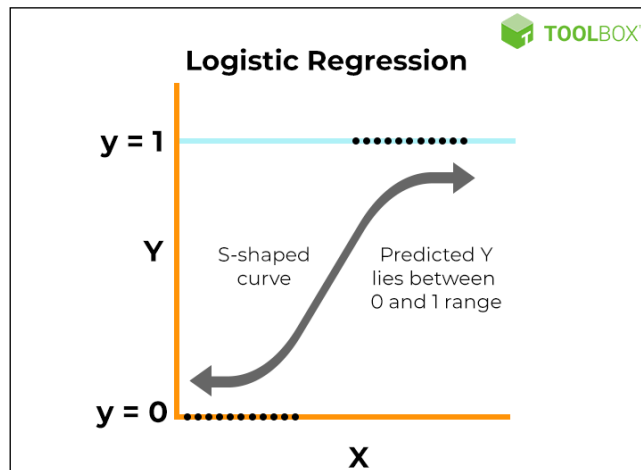 TOOLBOX
Logistic Regression
y = 1
Y
S-shaped
curve
Predicted Y
lies between
0 and 1 range
y = 0
X